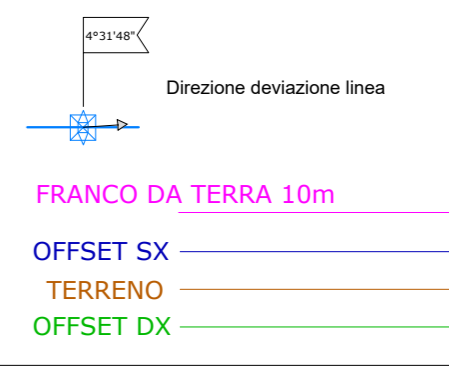 4°31'48"
Direzione deviazione linea
FRANCO DA TERRA 10m
OFFSET SX
TERRENO
OFFSET DX